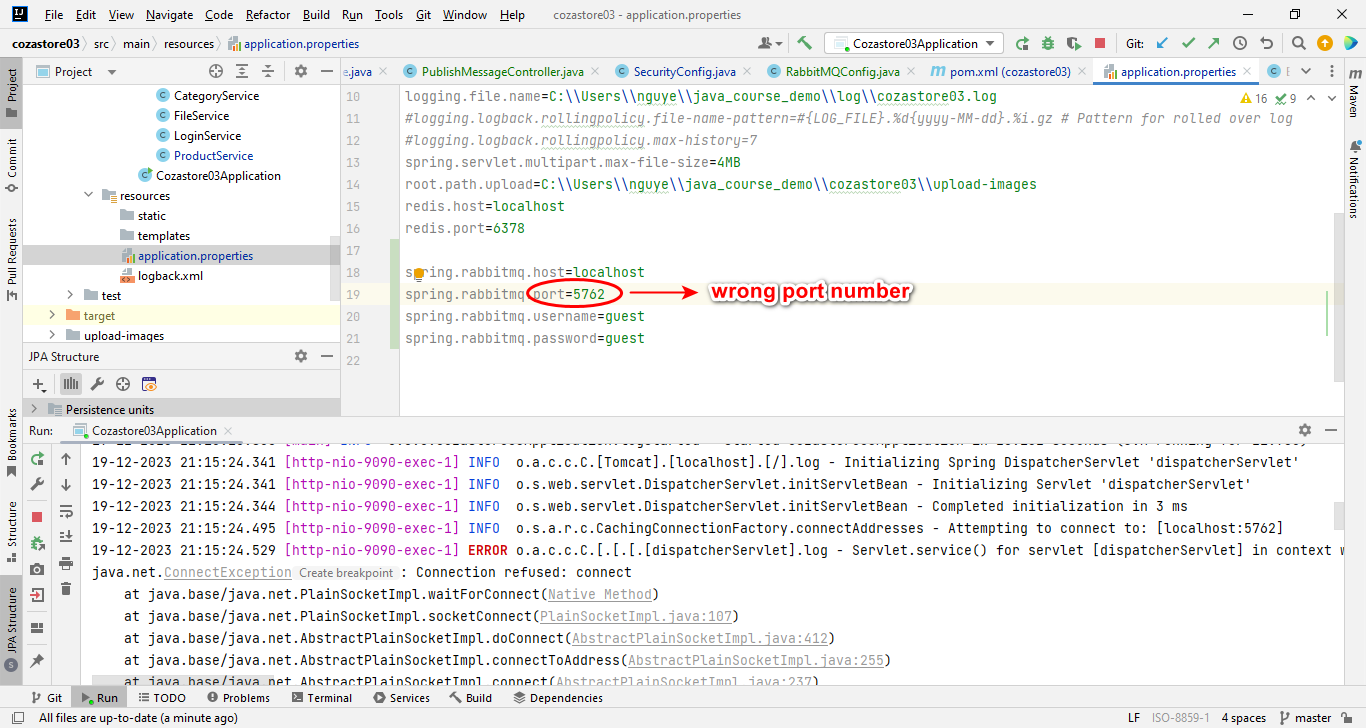 File Edit View Navigate Code Refactor Build Run Tools Git Window Help cozastore03 - application.properties
cozastore03 src main resources application.properties Cozastore03Application Git:
Project e.java PublishMessageController.java SecurityConfig.java RabbitMQConfig.java pom.xml (cozastore03) application.properties
CategoryService
FileService
LoginService
ProductService
Cozastore03Application
resources
static
templates
application.properties
logback.xml
test
target
upload-images
JPA Structure
Persistence units
10 logging.file.name=C:\\Users\\nguye\\java_course_demo\\log\\cozastore03.log
16 9
11 #logging.logback.rollingpolicy.file-name-pattern=#{LOG_FILE}.%d{yyyy-MM-dd}.%i.gz # Pattern for rolled over log
12 #logging.logback.rollingpolicy.max-history=7
13 spring.servlet.multipart.max-file-size=4MB
14 root.path.upload=C:\\Users\\nguye\\java_course_demo\\cozastore03\\upload-images
15 redis.host=localhost
16 redis.port=6378
17
18 spring.rabbitmq.host=localhost
19 spring.rabbitmq.port=5762
wrong port number
20 spring.rabbitmq.username=guest
21 spring.rabbitmq.password=guest
22
Project
Commit
Pull Requests
Bookmarks
Structure
JPA Structure
Maven
Notifications
Run: Cozastore03Application
19-12-2023 21:15:24.341 [http-nio-9090-exec-1] INFO o.a.c.c.C.[Tomcat].[localhost].[/].log - Initializing Spring DispatcherServlet 'dispatcherServlet'
19-12-2023 21:15:24.341 [http-nio-9090-exec-1] INFO o.s.web.servlet.DispatcherServlet.initServletBean - Initializing Servlet 'dispatcherServlet'
19-12-2023 21:15:24.344 [http-nio-9090-exec-1] INFO o.s.web.servlet.DispatcherServlet.initServletBean - Completed initialization in 3 ms
19-12-2023 21:15:24.495 [http-nio-9090-exec-1] INFO o.s.a.r.c.CachingConnectionFactory.connectAddresses - Attempting to connect to: [localhost:5762]
19-12-2023 21:15:24.529 [http-nio-9090-exec-1] ERROR o.a.c.c.C.[.[.[.[dispatcherServlet].log - Servlet.service() for servlet [dispatcherServlet] in context w
java.net.ConnectException Create breakpoint : Connection refused: connect
at java.base/java.net.PlainSocketImpl.waitForConnect(Native Method)
at java.base/java.net.PlainSocketImpl.socketConnect(PlainSocketImpl.java:107)
at java.base/java.net.AbstractPlainSocketImpl.doConnect(AbstractPlainSocketImpl.java:412)
at java.base/java.net.AbstractPlainSocketImpl.connectToAddress(AbstractPlainSocketImpl.java:255)
at java.base/java.net.AbstractPlainSocketImpl.connect(AbstractPlainSocketImpl.java:237)
Git Run TODO Problems Terminal Services Build Dependencies
All files are up-to-date (a minute ago) LF ISO-8859-1 4 spaces master